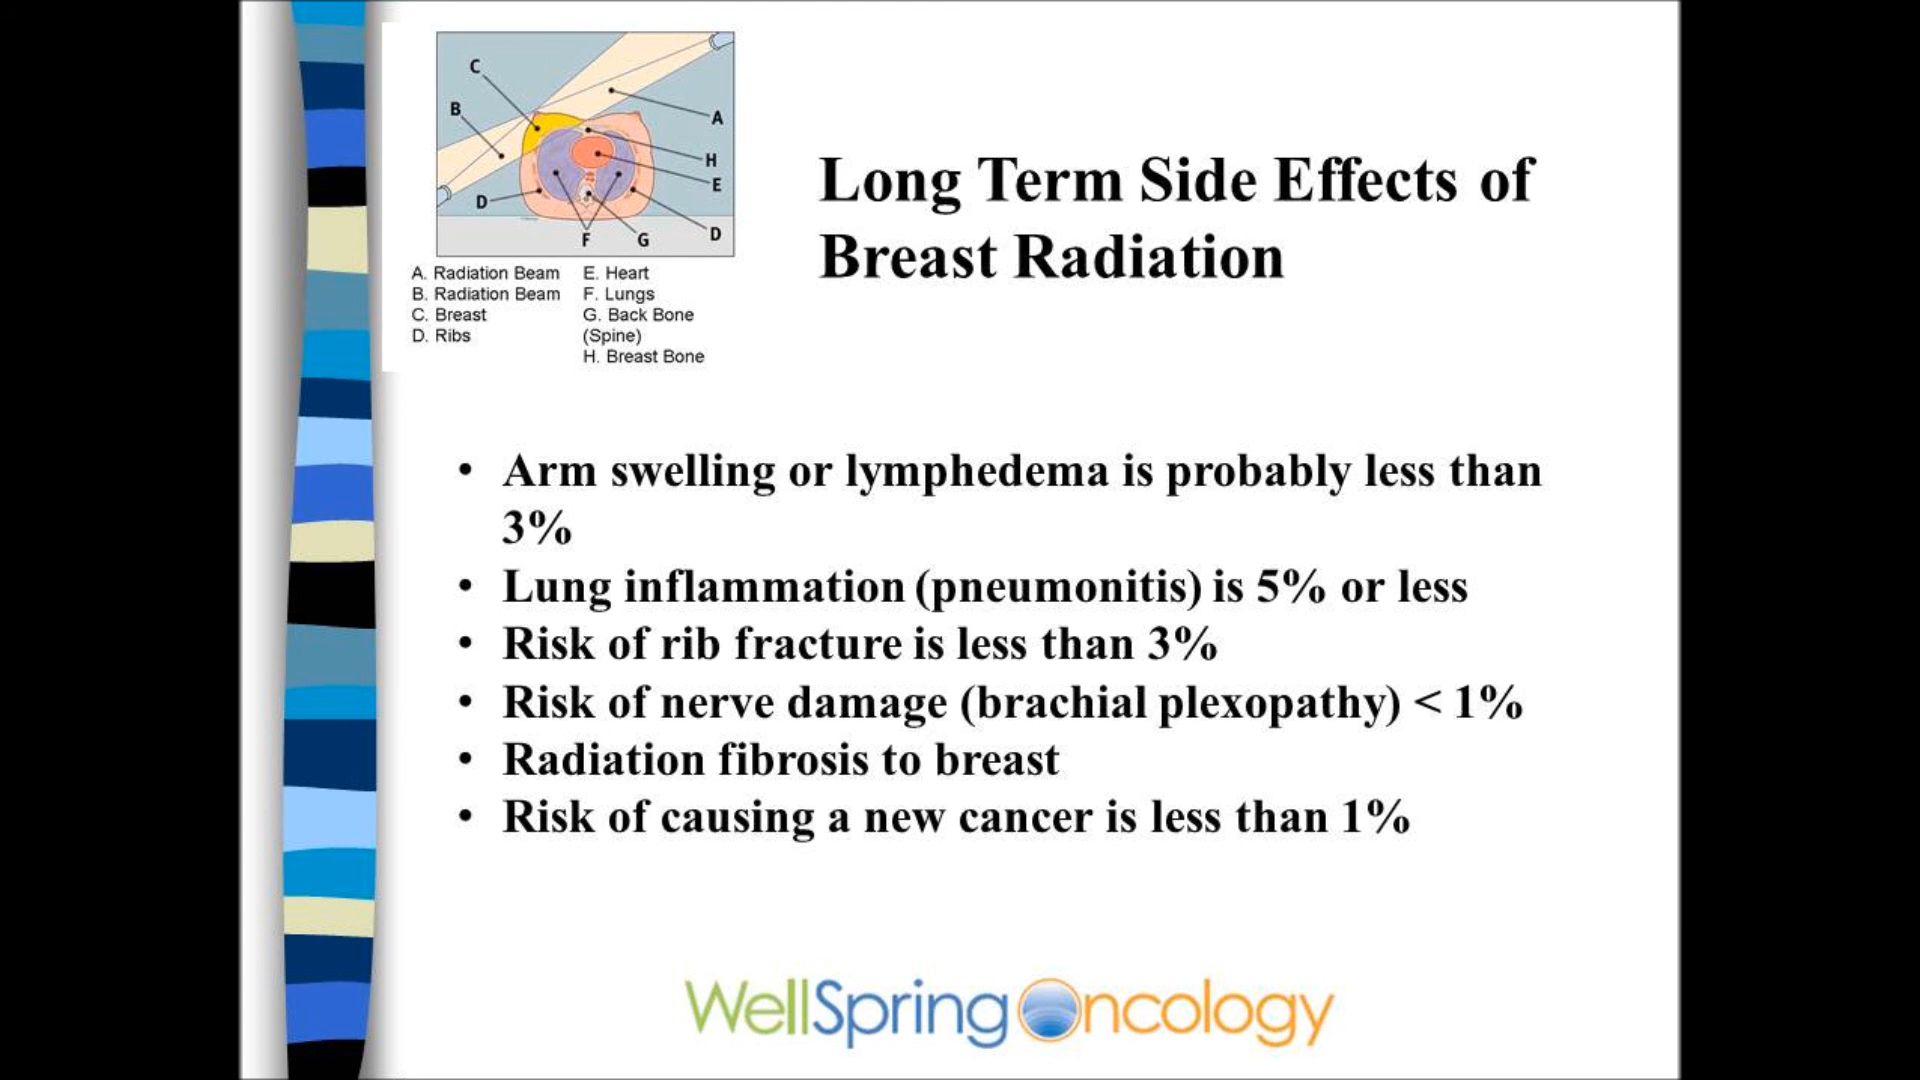 C
B
A
H
E
D
F
G
D
A. Radiation Beam
B. Radiation Beam
C. Breast
D. Ribs
E. Heart
F. Lungs
G. Back Bone
(Spine)
H. Breast Bone
Long Term Side Effects of
Breast Radiation
• Arm swelling or lymphedema is probably less than
3%
• Lung inflammation (pneumonitis) is 5% or less
• Risk of rib fracture is less than 3%
• Risk of nerve damage (brachial plexopathy) < 1%
• Radiation fibrosis to breast
• Risk of causing a new cancer is less than 1%
WellSpring Oncology